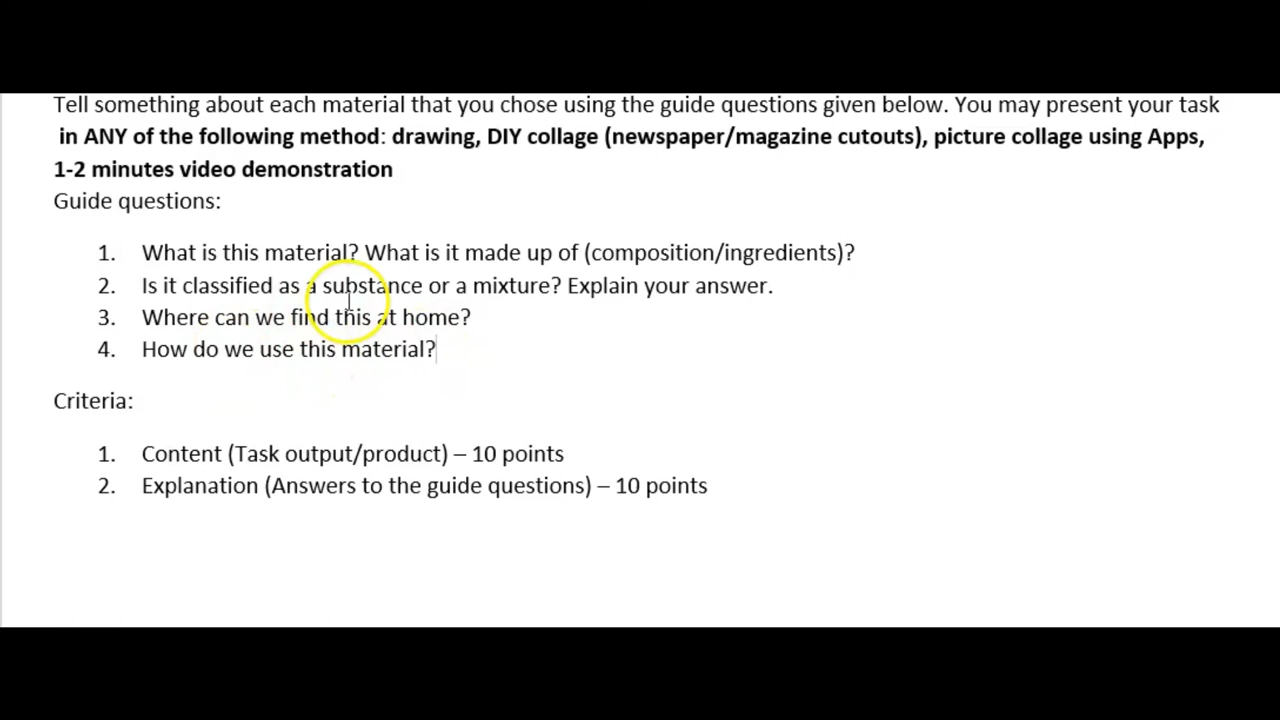 Tell something about each material that you chose using the guide questions given below. You may present your task
in ANY of the following method: drawing, DIY collage (newspaper/magazine cutouts), picture collage using Apps,
1-2 minutes video demonstration
Guide questions:
1. What is this material? What is it made up of (composition/ingredients)?
2. Is it classified as a substance or a mixture? Explain your answer.
3. Where can we find this at home?
4. How do we use this material?
Criteria:
1. Content (Task output/product) – 10 points
2. Explanation (Answers to the guide questions) – 10 points